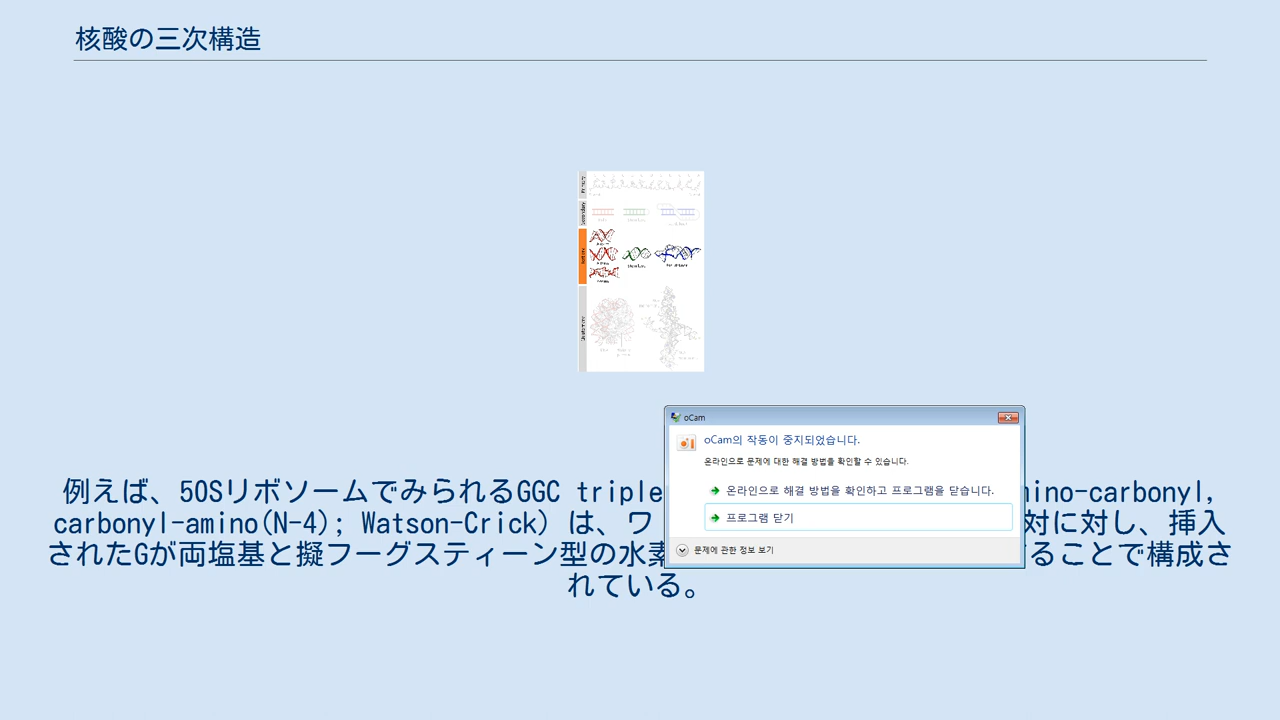 核酸の三次構造
oCam
oCam의 작동이 중지되었습니다.
온라인으로 문제에 대한 해결 방법을 확인할 수 있습니다.
온라인으로 해결 방법을 확인하고 프로그램을 닫습니다.
프로그램 닫기
문제에 관한 정보 보기
例えば、50SリボソームでみられるGGC triple mino-carbonyl,
carbonyl-amino(N-4); Watson-Crick) は、ワ 対に対し、挿入
されたGが両塩基と擬フーグスティーン型の水素 することで構成さ
れている。